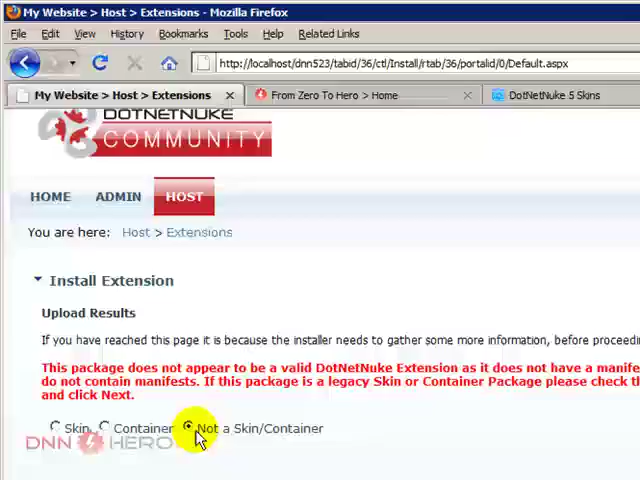 My Website > Host > Extensions - Mozilla Firefox
File Edit View History Bookmarks Tools Help Related Links
http://localhost/dnn523/tabid/36/ctl/Install/rtab/36/portalid/0/Default.aspx
My Website > Host > Extensions From Zero To Hero > Home DotNetNuke 5 Skins
DOTNETNUKE
COMMUNITY
HOME ADMIN HOST
You are here: Host > Extensions
Install Extension
Upload Results
If you have reached this page it is because the installer needs to gather some more information, before proceedin
This package does not appear to be a valid DotNetNuke Extension as it does not have a manife
do not contain manifests. If this package is a legacy Skin or Container Package please check th
and click Next.
Skin Container Not a Skin/Container
DNN HERO